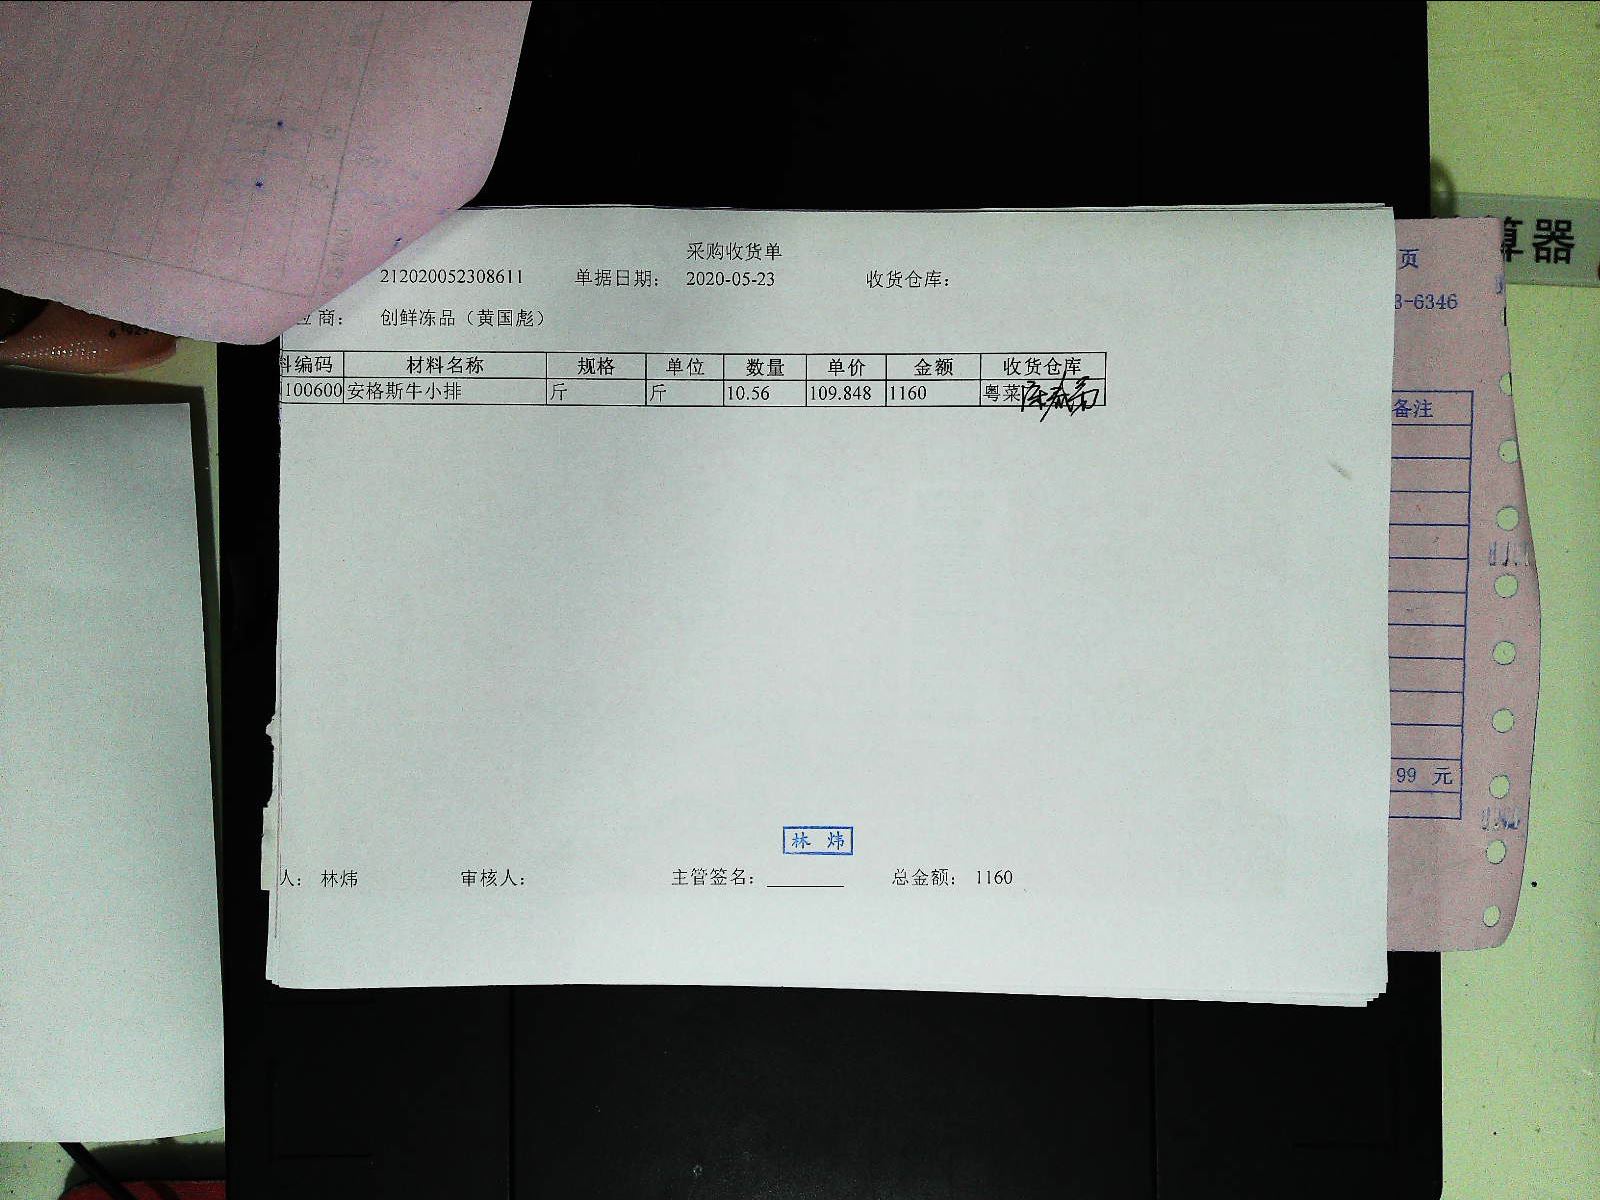 采购收货单
212020052308611 单据日期： 2020-05-23 收货仓库：
应商： 创鲜冻品（黄国彪）
料编码 材料名称 规格 单位 数量 单价 金额 收货仓库
100600 安格斯牛小排 斤 斤 10.56 109.848 1160 粤菜
林炜
人： 林炜 审核人： 主管签名： 总金额： 1160
算器
页
3-6346
备注
99 元